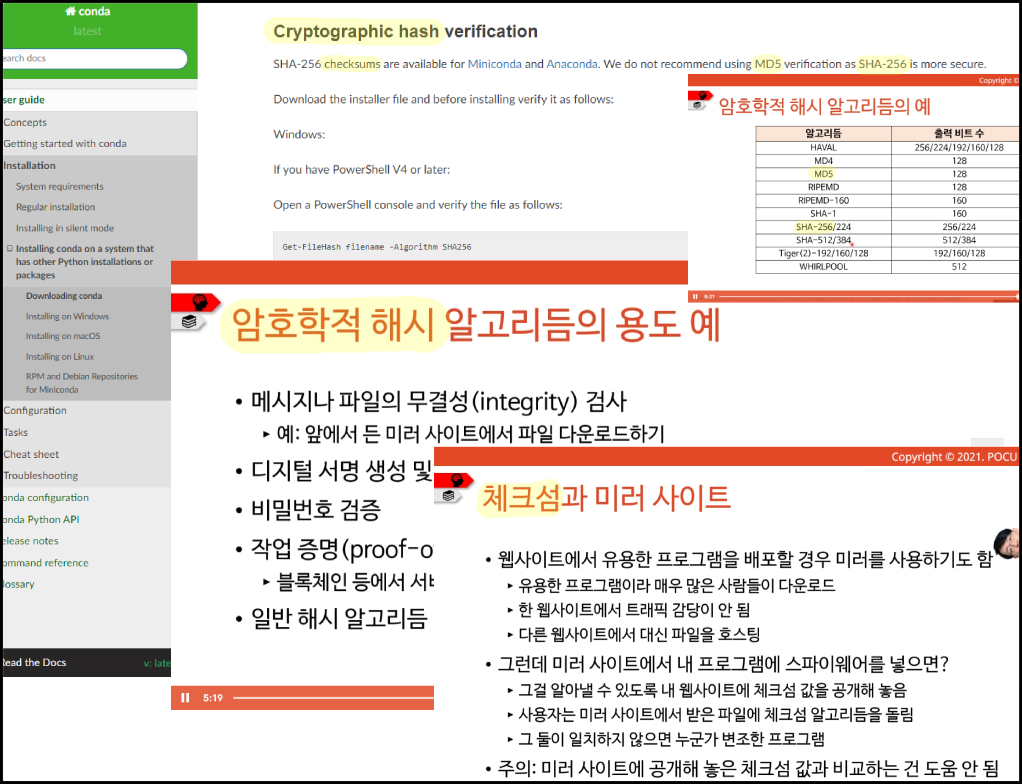 conda
latest
earch docs
ser guide
Concepts
Getting started with conda
Installation
System requirements
Regular installation
Installing in silent mode
Installing conda on a system that
has other Python installations or
packages
Downloading conda
Installing on Windows
Installing on macOS
Installing on Linux
RPM and Debian Repositories
for Miniconda
Configuration
Tasks
Cheat sheet
Troubleshooting
onda configuration
onda Python API
elease notes
ommand reference
lossary
Read the Docs
v: late
Cryptographic hash verification
SHA-256 checksums are available for Miniconda and Anaconda. We do not recommend using MD5 verification as SHA-256 is more secure.
Download the installer file and before installing verify it as follows:
Windows:
If you have PowerShell V4 or later:
Open a PowerShell console and verify the file as follows:
Get-FileHash filename -Algorithm SHA256
Copyright ©
암호학적 해시 알고리듬의 예
알고리듬 출력 비트 수
HAVAL 256/224/192/160/128
MD4 128
MD5 128
RIPEMD 128
RIPEMD-160 160
SHA-1 160
SHA-256/224 256/224
SHA-512/384 512/384
Tiger(2)-192/160/128 192/160/128
WHIRLPOOL 512
6:21
암호학적 해시 알고리듬의 용도 예
• 메시지나 파일의 무결성(integrity) 검사
▸ 예: 앞에서 든 미러 사이트에서 파일 다운로드하기
• 디지털 서명 생성 및
• 비밀번호 검증
• 작업 증명(proof-o
▸ 블록체인 등에서 서비
• 일반 해시 알고리듬
5:19
Copyright © 2021. POCU
체크섬과 미러 사이트
• 웹사이트에서 유용한 프로그램을 배포할 경우 미러를 사용하기도 함
▸ 유용한 프로그램이라 매우 많은 사람들이 다운로드
▸ 한 웹사이트에서 트래픽 감당이 안 됨
▸ 다른 웹사이트에서 대신 파일을 호스팅
• 그런데 미러 사이트에서 내 프로그램에 스파이웨어를 넣으면?
▸ 그걸 알아낼 수 있도록 내 웹사이트에 체크섬 값을 공개해 놓음
▸ 사용자는 미러 사이트에서 받은 파일에 체크섬 알고리듬을 돌림
▸ 그 둘이 일치하지 않으면 누군가 변조한 프로그램
• 주의: 미러 사이트에 공개해 놓은 체크섬 값과 비교하는 건 도움 안 됨